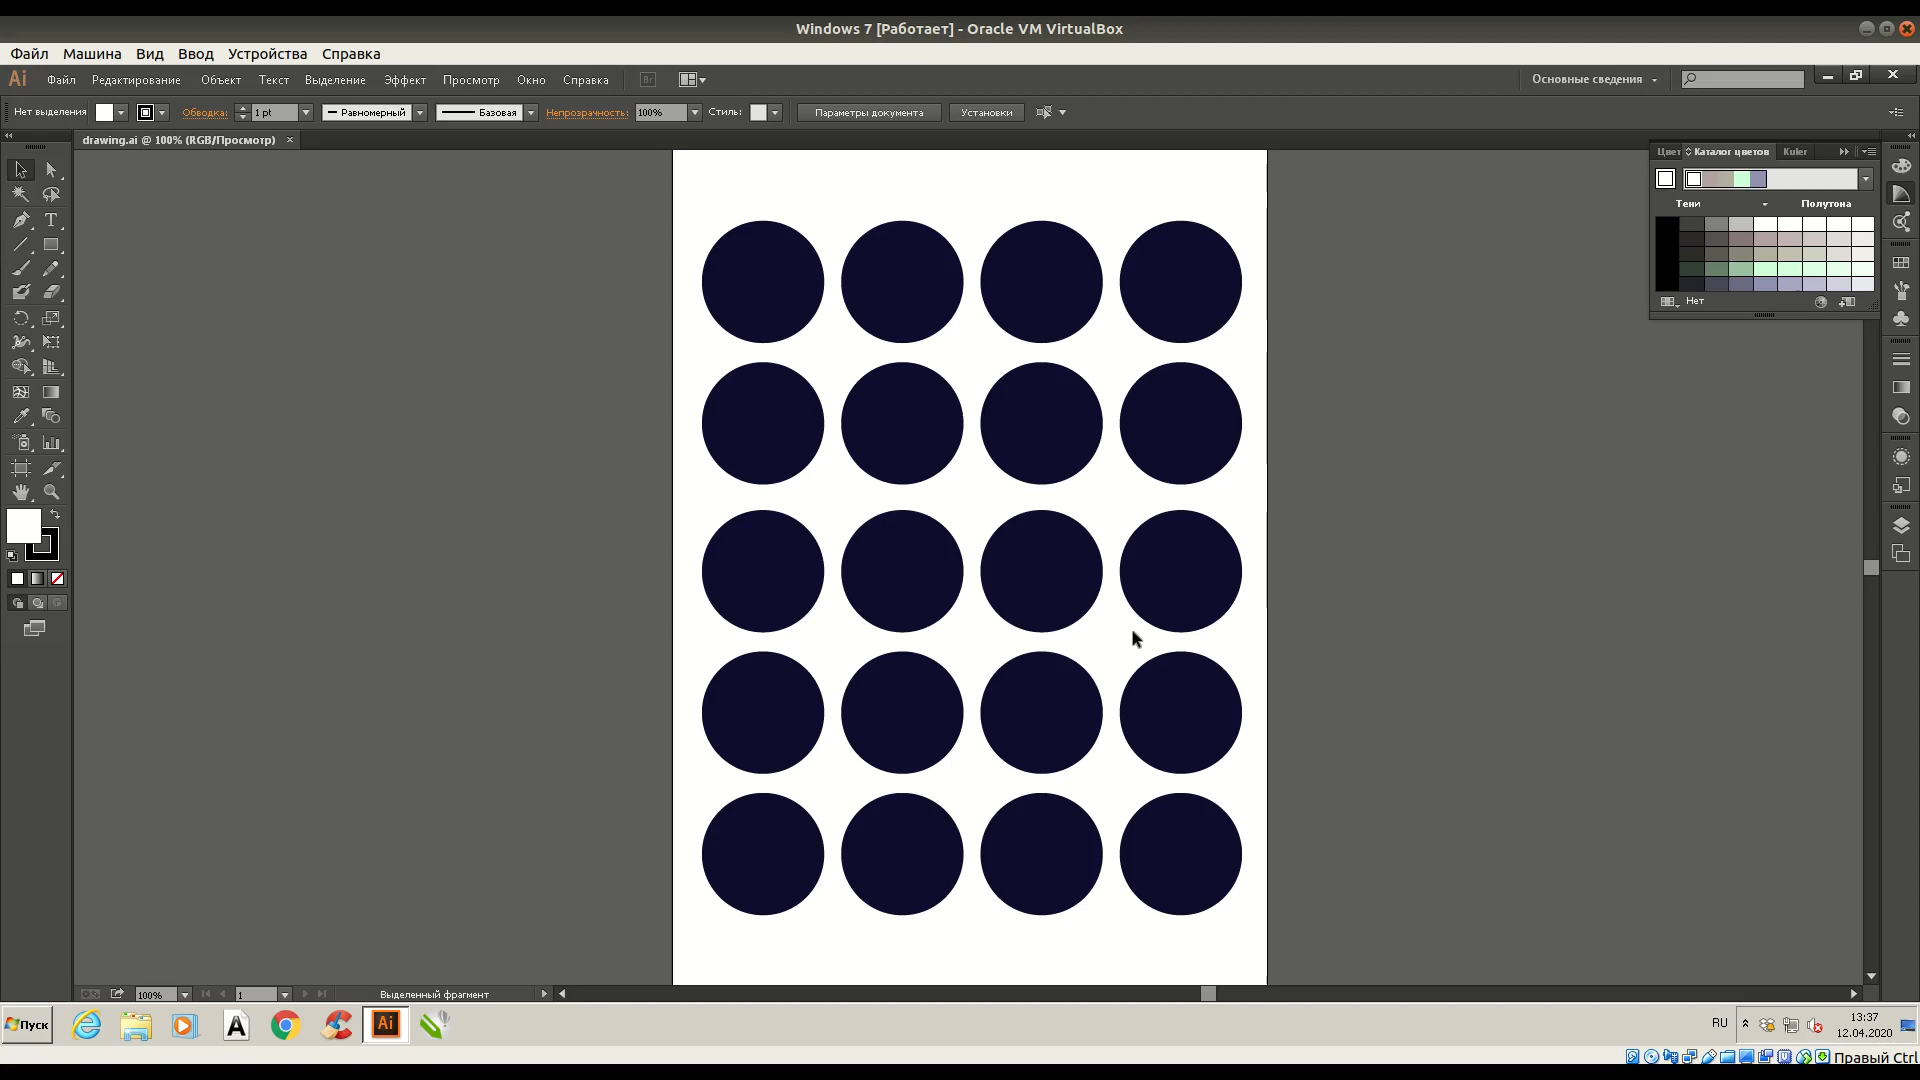 Windows 7 [Работает] - Oracle VM VirtualBox
Файл Машина Вид Ввод Устройства Справка
Ai Файл Редактирование Объект Текст Выделение Эффект Просмотр Окно Справка Br Основные сведения
Нет выделения Обводка: 1 pt Равномерный Базовая Непрозрачность: 100% Стиль: Параметры документа Установки
drawing.ai @ 100% (RGB/Просмотр)
Цвет Каталог цветов Kuler
Тени Полутона
Нет
100% 1 Выделенный фрагмент
Пуск A Ai RU 13:37
12.04.2020
Правый Ctrl